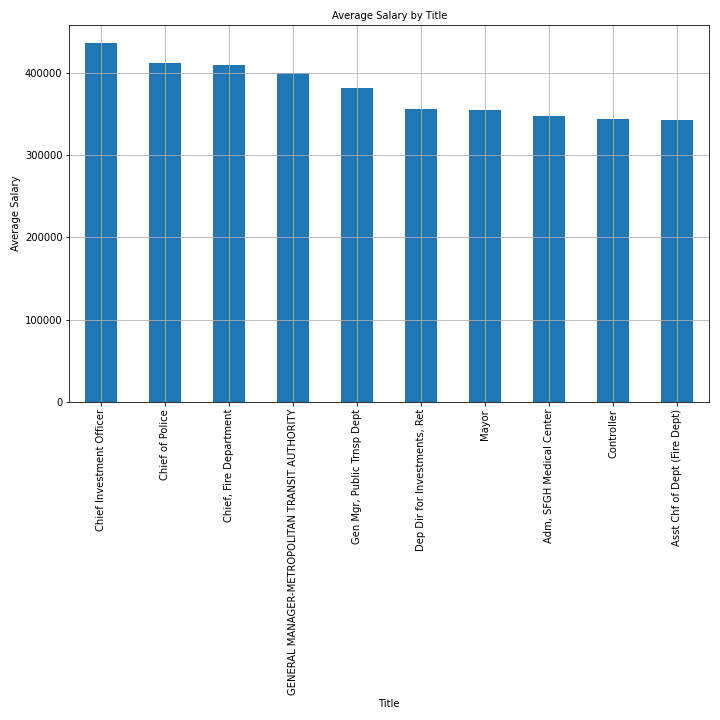 Average Salary by Title
Average Salary
400000
300000
200000
100000
0
Chief Investment Officer
Chief of Police
Chief, Fire Department
GENERAL MANAGER-METROPOLITAN TRANSIT AUTHORITY
Gen Mgr, Public Trnsp Dept
Dep Dir for Investments, Ret
Mayor
Adm, SFGH Medical Center
Controller
Asst Chf of Dept (Fire Dept)
Title